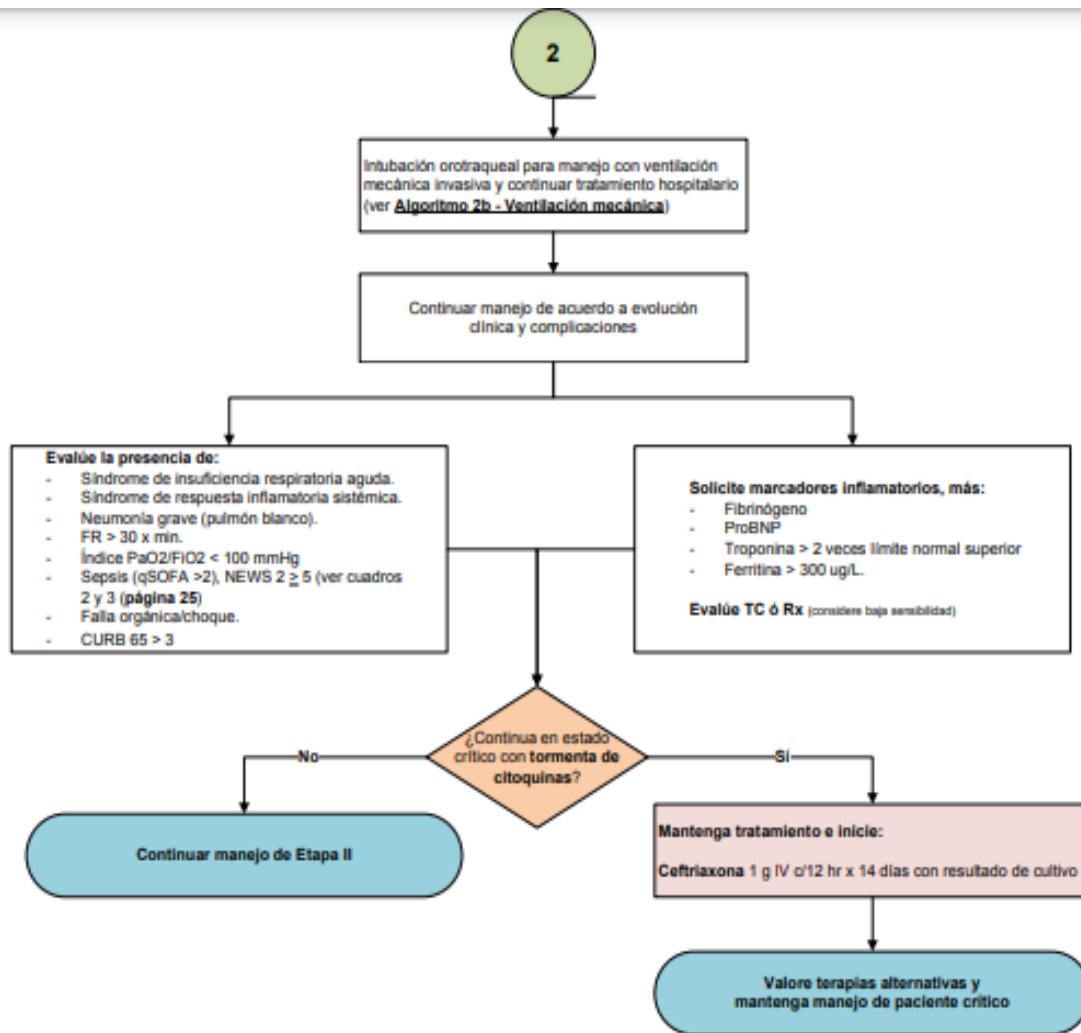 2
Intubación orotraqueal para manejo con ventilación
mecánica invasiva y continuar tratamiento hospitalario
(ver Algoritmo 2b - Ventilación mecánica)
Continuar manejo de acuerdo a evolución
clínica y complicaciones
Evalúe la presencia de:
- Síndrome de insuficiencia respiratoria aguda.
- Síndrome de respuesta inflamatoria sistémica.
- Neumonía grave (pulmón blanco).
- FR > 30 x min.
- Índice PaO2/FiO2 < 100 mmHg
- Sepsis (qSOFA >2), NEWS 2 ≥ 5 (ver cuadros
2 y 3 (página 25)
- Falla orgánica/choque.
- CURB 65 > 3
Solicite marcadores inflamatorios, más:
- Fibrinógeno
- ProBNP
- Troponina > 2 veces límite normal superior
- Ferritina > 300 ug/L.
Evalúe TC ó Rx (considere baja sensibilidad)
¿Continua en estado
crítico con tormenta de
citoquinas?
No
Sí
Continuar manejo de Etapa II
Mantenga tratamiento e inicie:
Ceftriaxona 1 g IV c/12 hr x 14 días con resultado de cultivo
Valore terapias alternativas y
mantenga manejo de paciente crítico